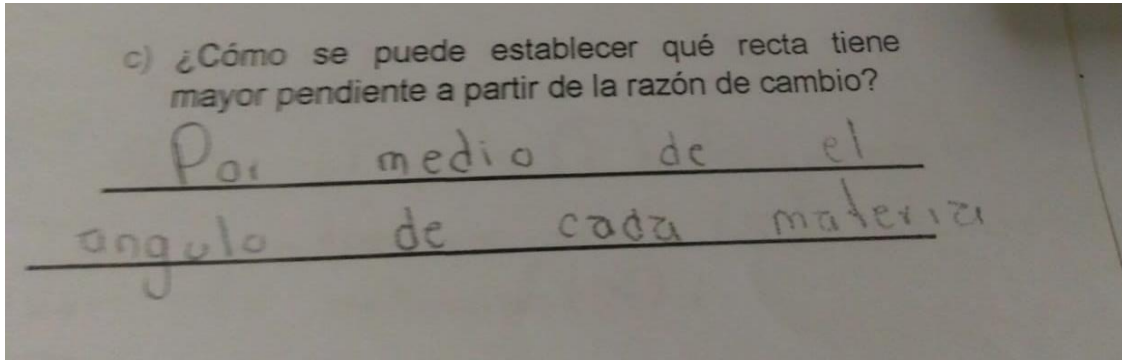 c) ¿Cómo se puede establecer qué recta tiene
mayor pendiente a partir de la razón de cambio?
Por medio de el
angulo de cada materia